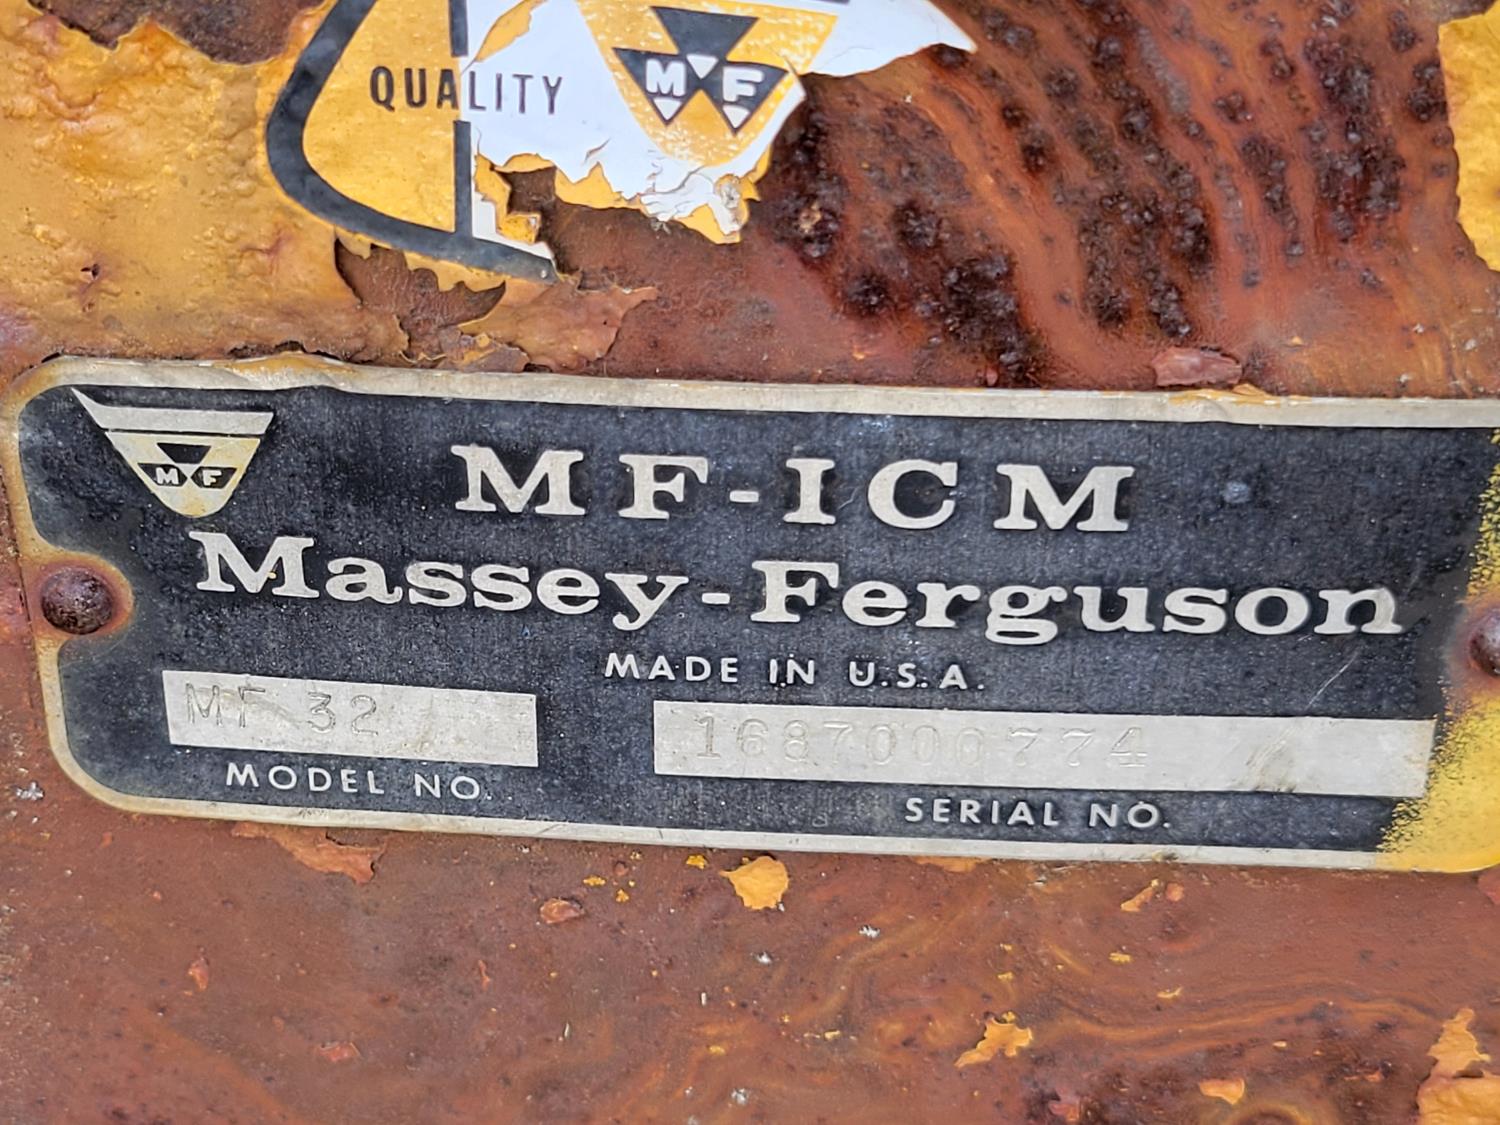 QUALITY
MF
MF
MF-ICM
Massey-Ferguson
MADE IN U.S.A.
MF 32
1687000774
MODEL NO.
SERIAL NO.